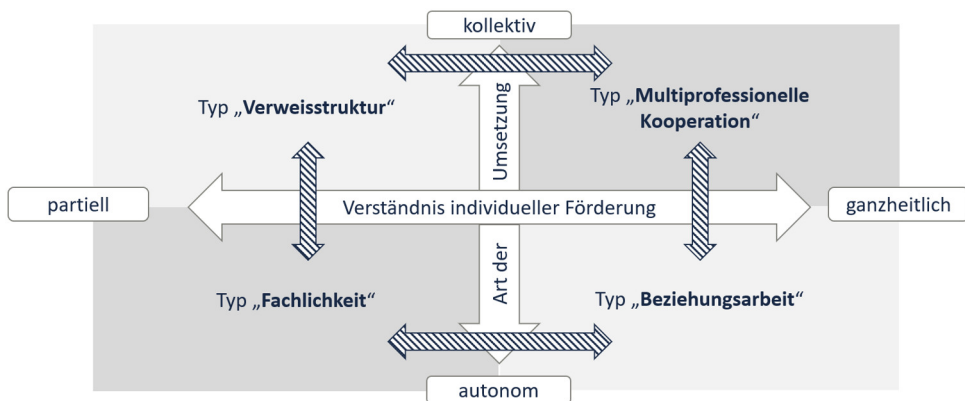 kollektiv
Typ „Verweisstruktur“
Typ „Multiprofessionelle
Kooperation“
Umsetzung
partiell
Verständnis individueller Förderung
ganzheitlich
Art der
Typ „Fachlichkeit“
Typ „Beziehungsarbeit“
autonom